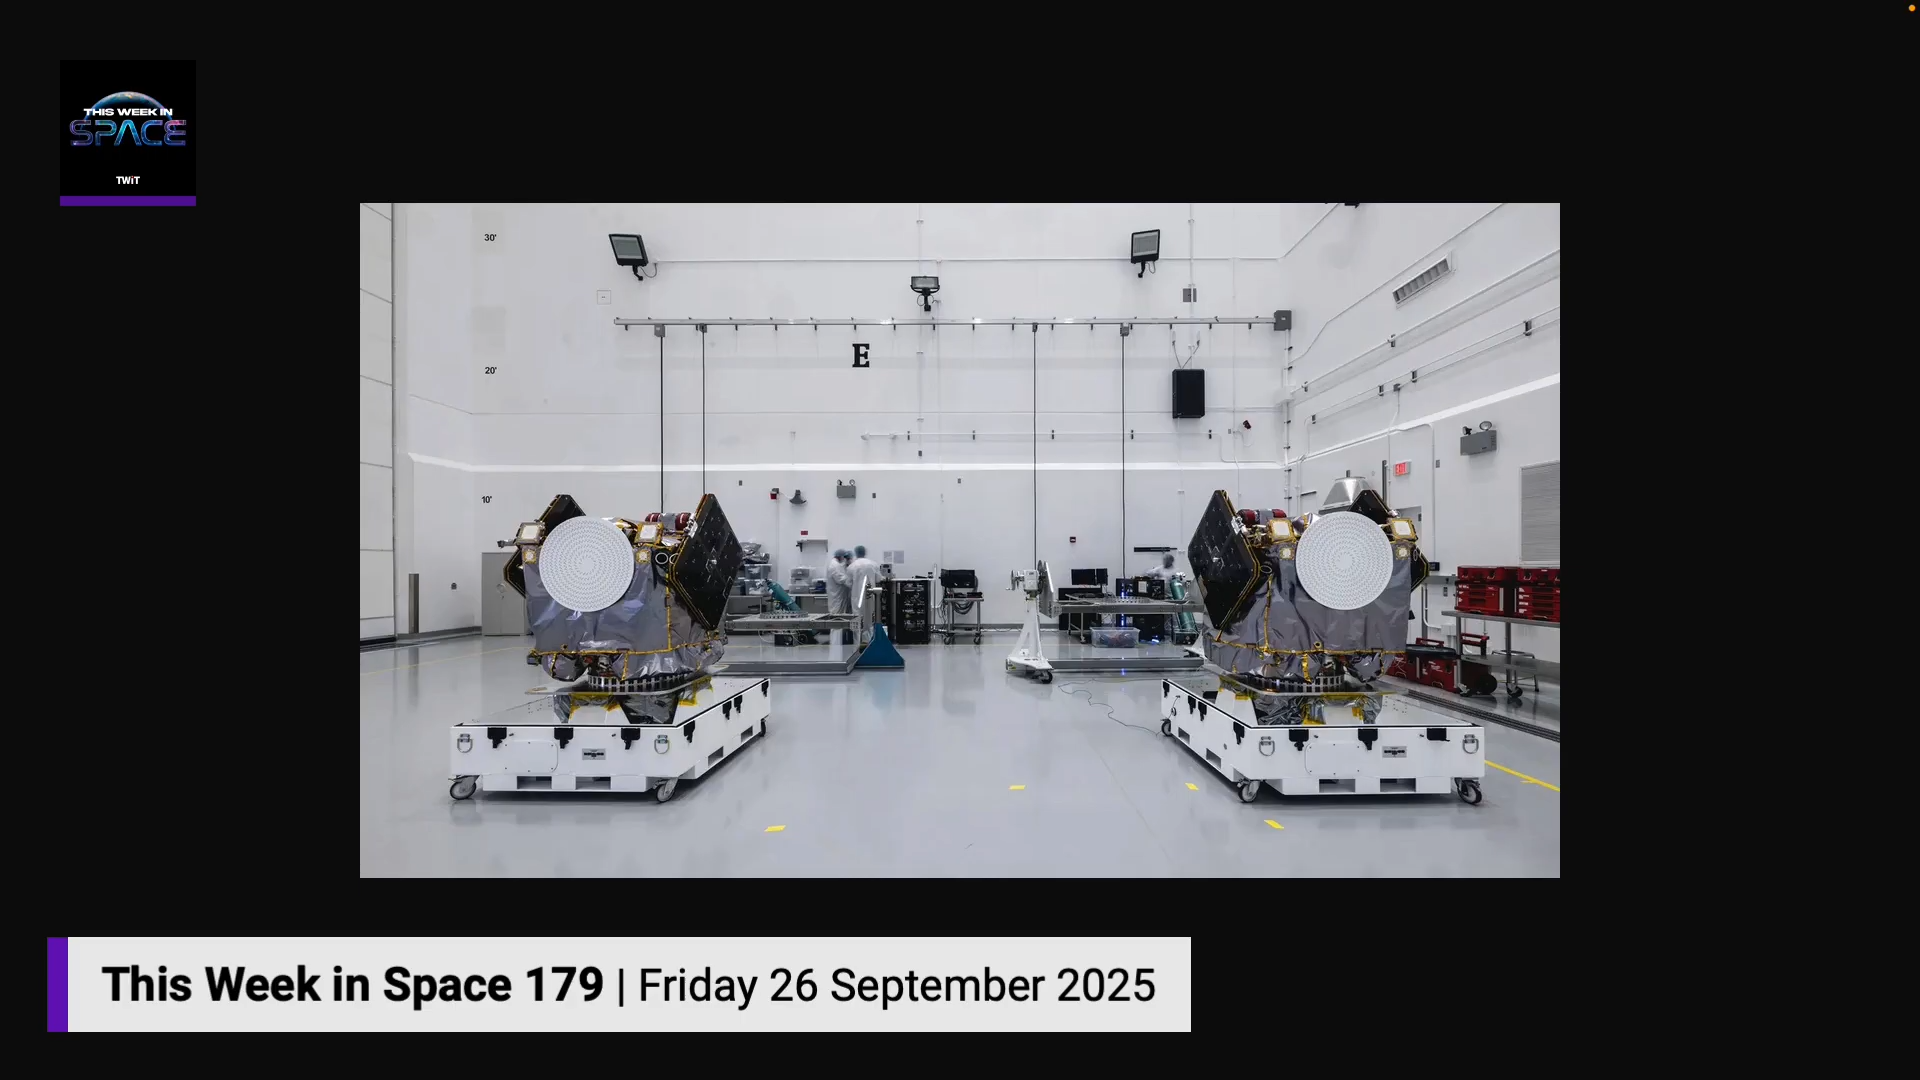 THIS WEEK IN
SPACE
TWiT
30'
20'
E
10'
This Week in Space 179 | Friday 26 September 2025